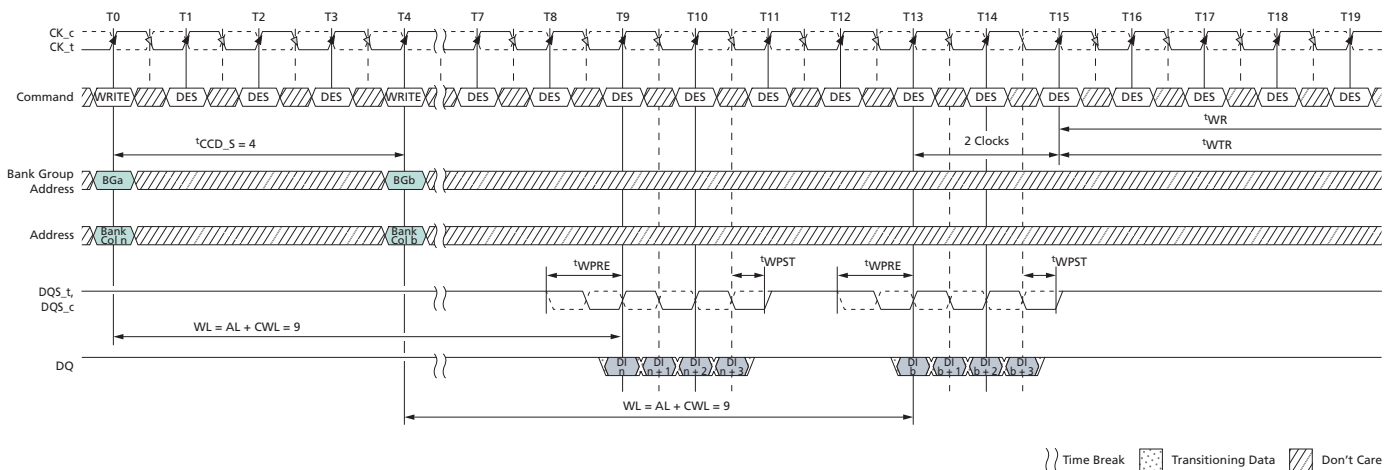 T0 T1 T2 T3 T4 T7 T8 T9 T10 T11 T12 T13 T14 T15 T16 T17 T18 T19
CK_c
CK_t
Command WRITE DES DES DES WRITE DES DES DES DES DES DES DES DES DES DES DES DES DES
tWR
tCCD_S = 4 2 Clocks tWTR
Bank Group
Address BGa BGb
Address Bank
Col n Bank
Col b
tWPRE tWPST tWPRE tWPST
DQS_t,
DQS_c
WL = AL + CWL = 9
DQ DI
n DI
n + 1 DI
n + 2 DI
n + 3 DI
b DI
b + 1 DI
b + 2 DI
b + 3
WL = AL + CWL = 9
Time Break Transitioning Data Don't Care